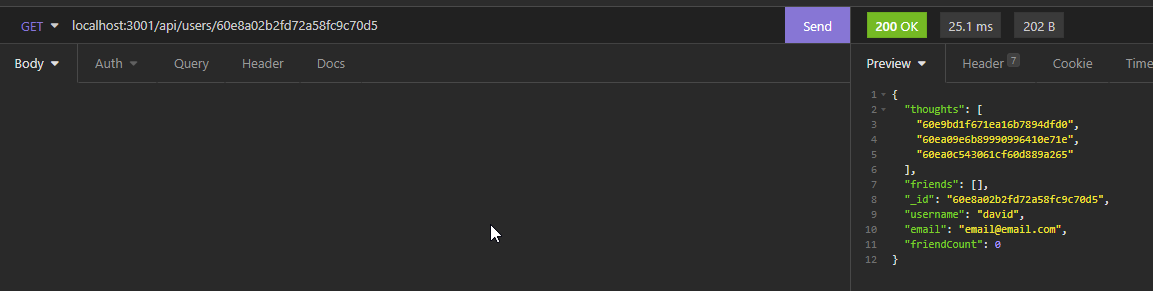 GET localhost:3001/api/users/60e8a02b2fd72a58fc9c70d5 Send 200 OK 25.1 ms 202 B
Body Auth Query Header Docs Preview Header 7 Cookie Time
1 {
2 "thoughts": [
3 "60e9bd1f671ea16b7894dfd0",
4 "60ea09e6b89990996410e71e",
5 "60ea0c543061cf60d889a265"
6 ],
7 "friends": [],
8 "_id": "60e8a02b2fd72a58fc9c70d5",
9 "username": "david",
10 "email": "email@email.com",
11 "friendCount": 0
12 }